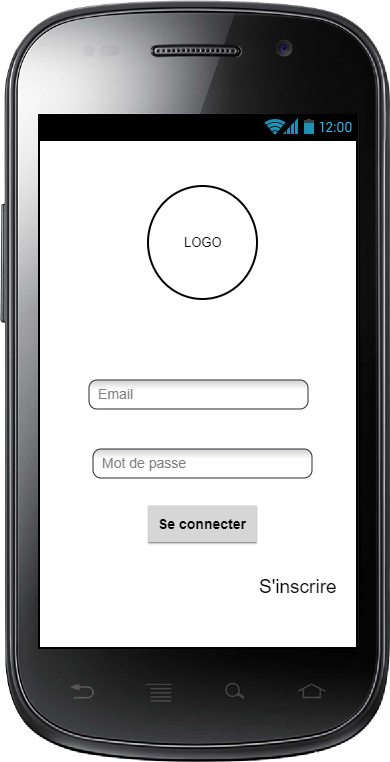 12:00
LOGO
Email
Mot de passe
Se connecter
S'inscrire